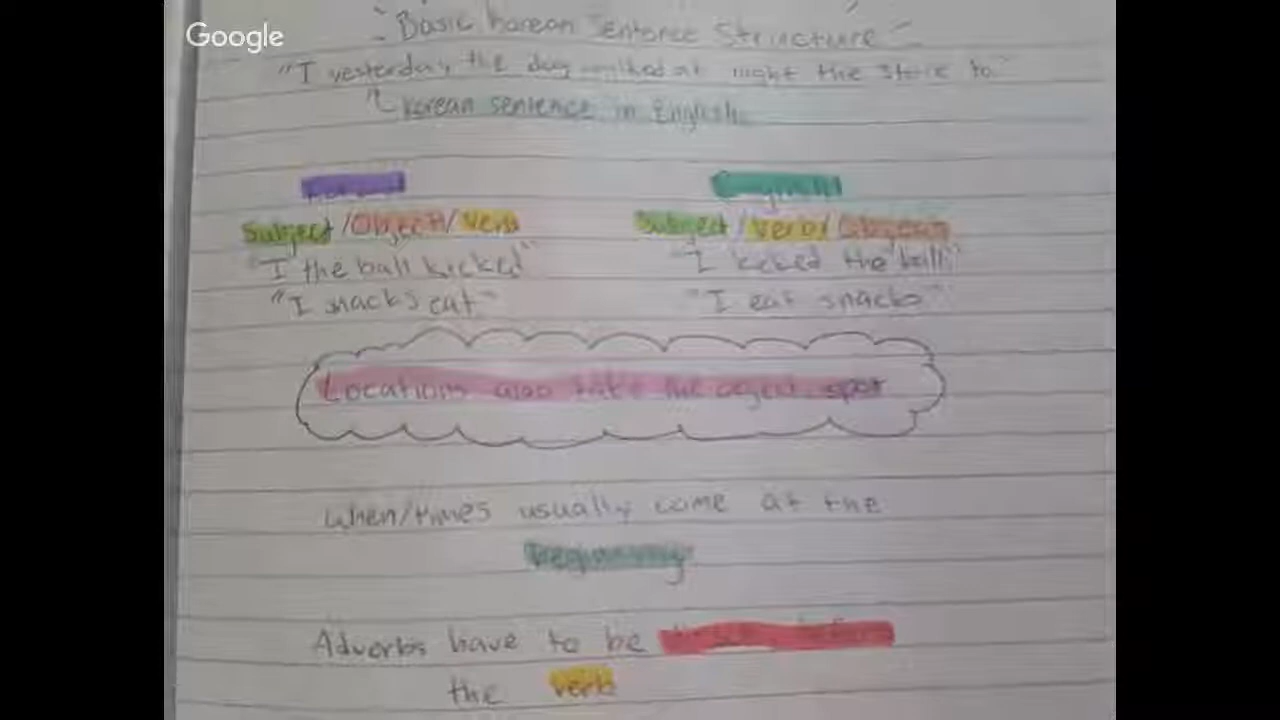 Google
"Basic Korean Sentence Structure"
"I yesterday, the dog walked at night the store to"
Korean sentence in English
Subject/Object/Verb
Subject/Verb/Object
"I the ball kicked"
"I kicked the ball"
"I snacks eat"
"I eat snacks"
Locations also take the object spot
when/times usually come at the
beginning
Adverbs have to be
the verb